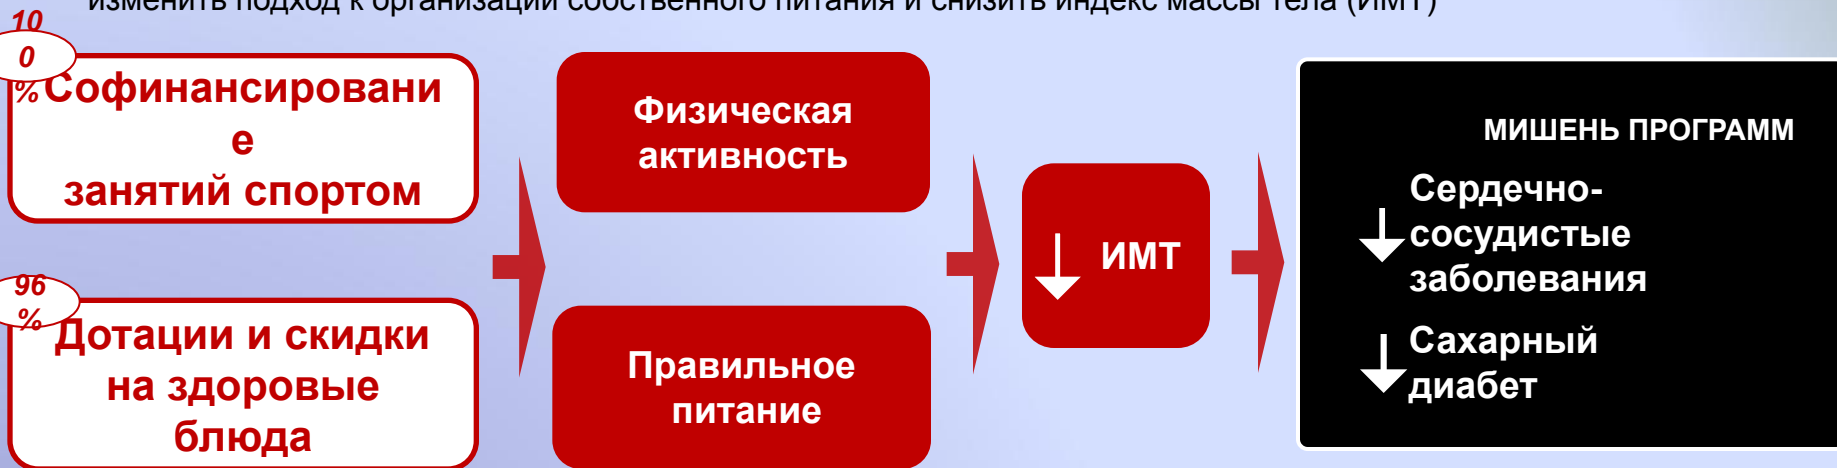 изменить подход к организации собственного питания и снизить индекс массы тела (ИМТ)
10
0
%
Софинансировани
е
занятий спортом
96
%
Дотации и скидки
на здоровые
блюда
Физическая
активность
Правильное
питание
ИМТ
МИШЕНЬ ПРОГРАММ
Сердечно-
сосудистые
заболевания
Сахарный
диабет